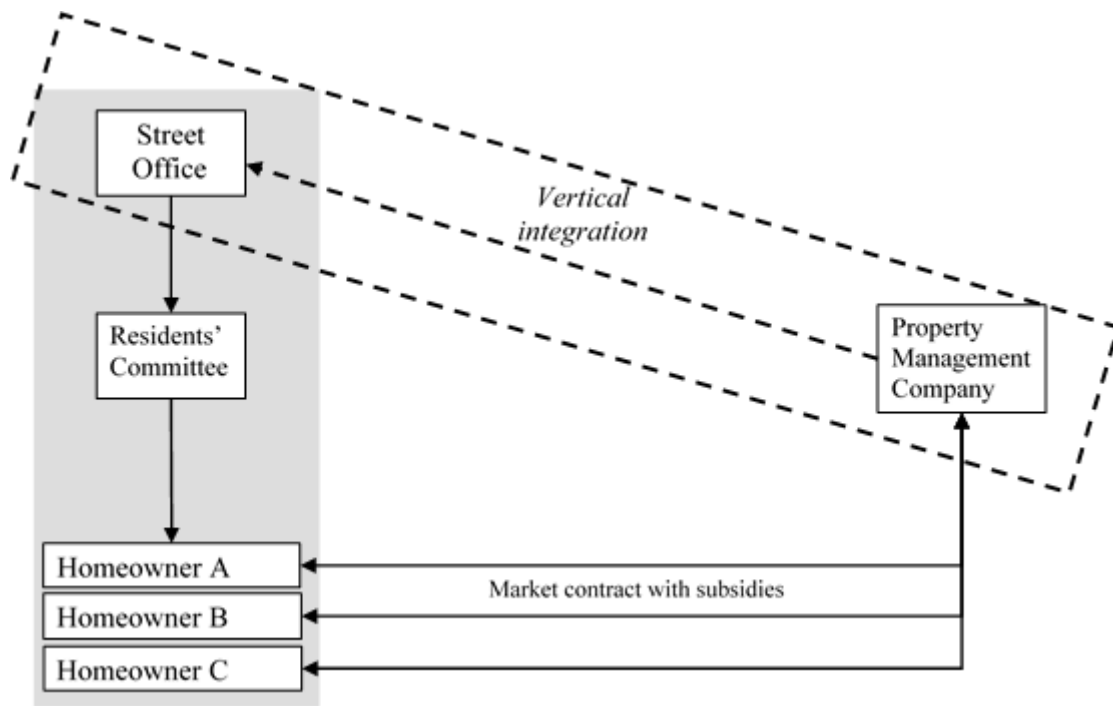 Street
Office
Vertical
integration
Residents’
Committee
Property
Management
Company
Homeowner A
Market contract with subsidies
Homeowner B
Homeowner C